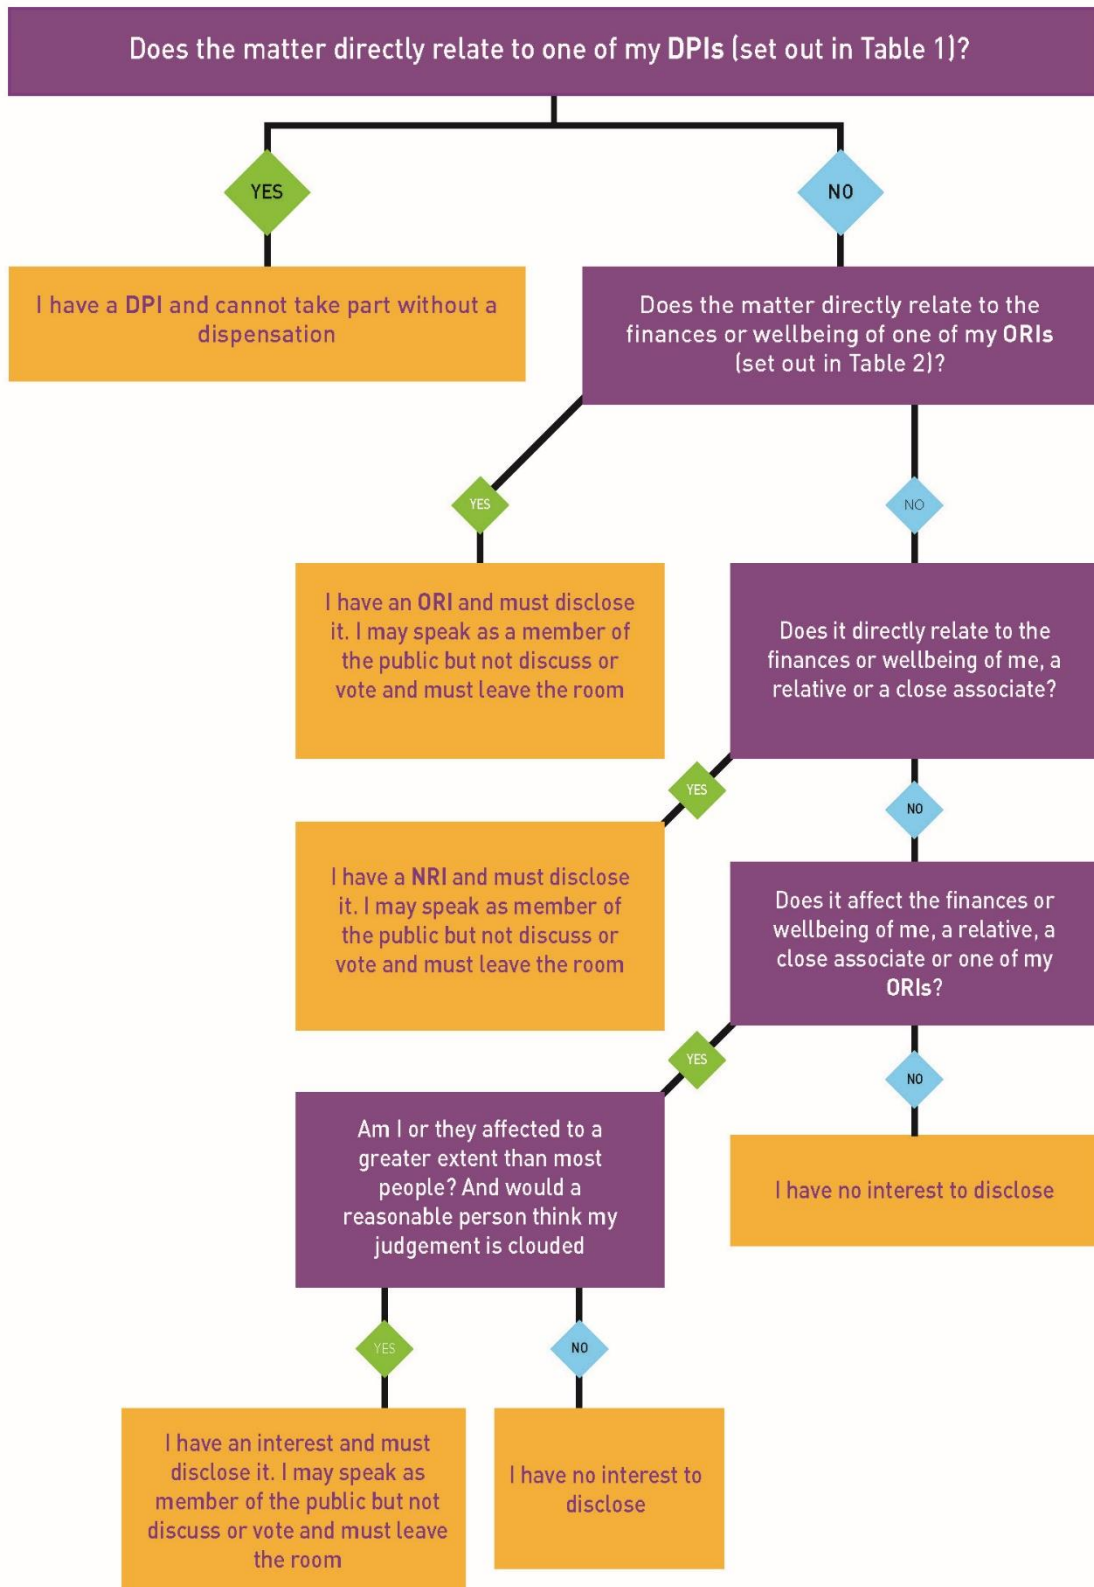 Does the matter directly relate to one of my DPIs (set out in Table 1)?
YES
NO
I have a DPI and cannot take part without a
dispensation
Does the matter directly relate to the
finances or wellbeing of one of my ORIs
(set out in Table 2)?
YES
NO
I have an ORI and must disclose
it. I may speak as a member of
the public but not discuss or
vote and must leave the room
Does it directly relate to the
finances or wellbeing of me, a
relative or a close associate?
YES
NO
I have a NRI and must disclose
it. I may speak as member of
the public but not discuss or
vote and must leave the room
Does it affect the finances or
wellbeing of me, a relative, a
close associate or one of my
ORIs?
YES
NO
Am I or they affected to a
greater extent than most
people? And would a
reasonable person think my
judgement is clouded
I have no interest to disclose
YES
NO
I have an interest and must
disclose it. I may speak as
member of the public but not
discuss or vote and must leave
the room
I have no interest to
disclose